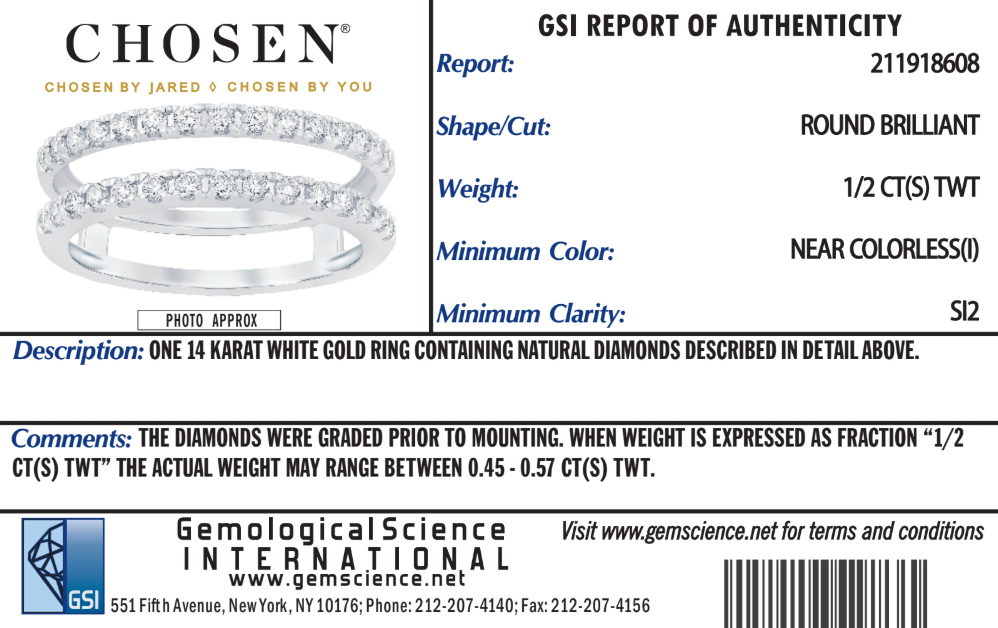 CHOSEN®
CHOSEN BY JARED ◊ CHOSEN BY YOU
PHOTO APPROX
GSI REPORT OF AUTHENTICITY
Report: 211918608
Shape/Cut: ROUND BRILLIANT
Weight: 1/2 CT(S) TWT
Minimum Color: NEAR COLORLESS(I)
Minimum Clarity: SI2
Description: ONE 14 KARAT WHITE GOLD RING CONTAINING NATURAL DIAMONDS DESCRIBED IN DETAIL ABOVE.
Comments: THE DIAMONDS WERE GRADED PRIOR TO MOUNTING. WHEN WEIGHT IS EXPRESSED AS FRACTION “1/2
CT(S) TWT” THE ACTUAL WEIGHT MAY RANGE BETWEEN 0.45 - 0.57 CT(S) TWT.
GSI
Gemological Science
INTERNATIONAL
www.gemscience.net
551 Fifth Avenue, New York, NY 10176; Phone: 212-207-4140; Fax: 212-207-4156
Visit www.gemscience.net for terms and conditions